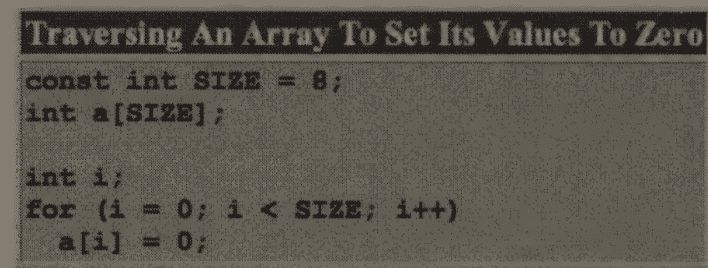 Traversing An Array To Set Its Values To Zero
const int SIZE = 8;
int a[SIZE];
int i;
for (i = 0; i < SIZE; i++)
a[i] = 0;